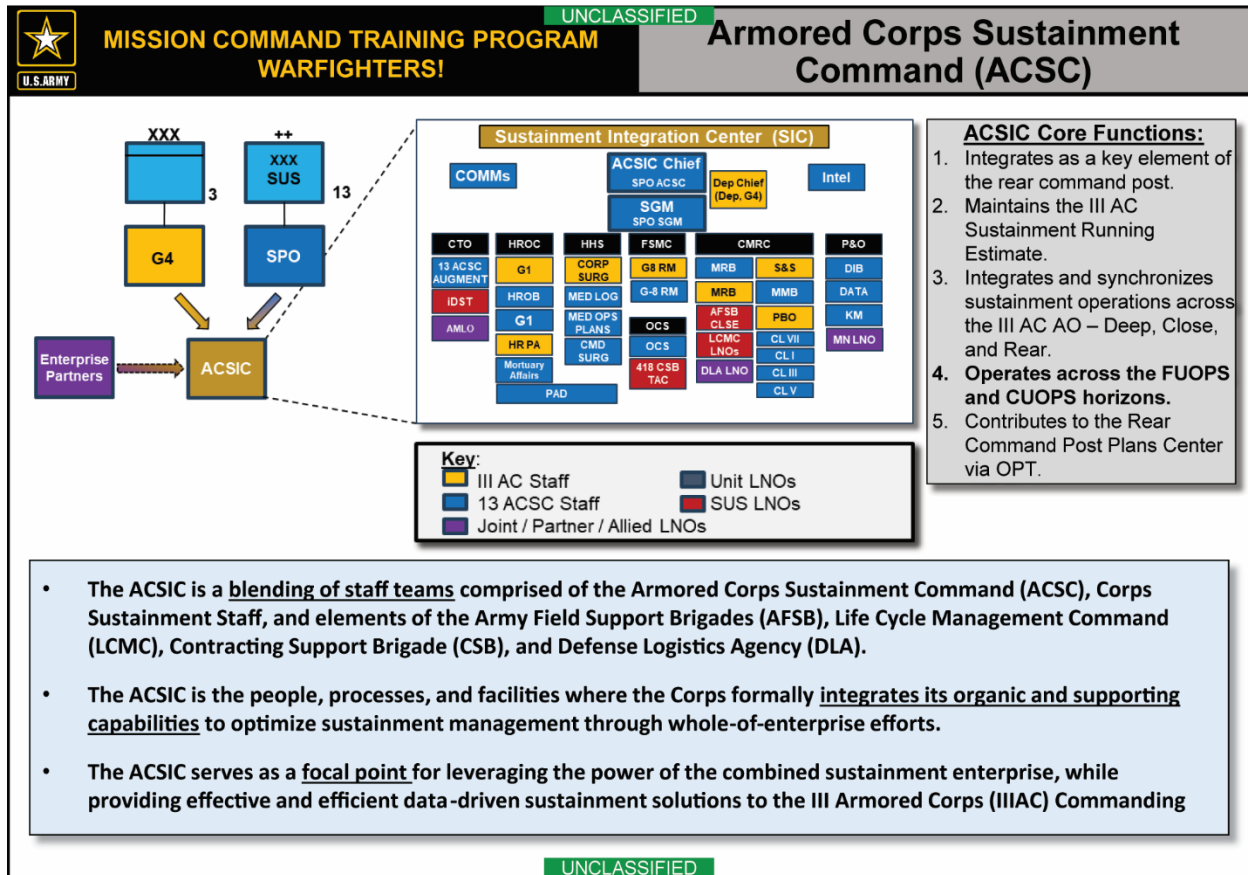 UNCLASSIFIED
U.S.ARMY
MISSION COMMAND TRAINING PROGRAM
WARFIGHTERS!
Armored Corps Sustainment
Command (ACSC)
XXX
3
++
XXX
SUS
13
G4
SPO
Enterprise
Partners
ACSIC
Sustainment Integration Center (SIC)
COMMs
ACSIC Chief
SPO ACSC
Dep Chief
(Dep, G4)
Intel
SGM
SPO SGM
CTO
13 ACSC
AUGMENT
iDST
AMLO
HROC
G1
HROB
G1
HR PA
Mortuary
Affairs
HHS
CORP
SURG
MED LOG
MED OPS
PLANS
CMD
SURG
PAD
FSMC
G8 RM
G-8 RM
OCS
OCS
418 CSB
TAC
CMRC
MRB
MRB
AFSB
CLSE
LCMC
LNOs
DLA LNO
S&S
MMB
PBO
CL VII
CL I
CL III
CL V
P&O
DIB
DATA
KM
MN LNO
Key:
III AC Staff
13 ACSC Staff
Joint / Partner / Allied LNOs
Unit LNOs
SUS LNOs
ACSIC Core Functions:
1. Integrates as a key element of
the rear command post.
2. Maintains the III AC
Sustainment Running
Estimate.
3. Integrates and synchronizes
sustainment operations across
the III AC AO – Deep, Close,
and Rear.
4. Operates across the FUOPS
and CUOPS horizons.
5. Contributes to the Rear
Command Post Plans Center
via OPT.
• The ACSIC is a blending of staff teams comprised of the Armored Corps Sustainment Command (ACSC), Corps
Sustainment Staff, and elements of the Army Field Support Brigades (AFSB), Life Cycle Management Command
(LCMC), Contracting Support Brigade (CSB), and Defense Logistics Agency (DLA).
• The ACSIC is the people, processes, and facilities where the Corps formally integrates its organic and supporting
capabilities to optimize sustainment management through whole-of-enterprise efforts.
• The ACSIC serves as a focal point for leveraging the power of the combined sustainment enterprise, while
providing effective and efficient data-driven sustainment solutions to the III Armored Corps (IIIAC) Commanding
UNCLASSIFIED